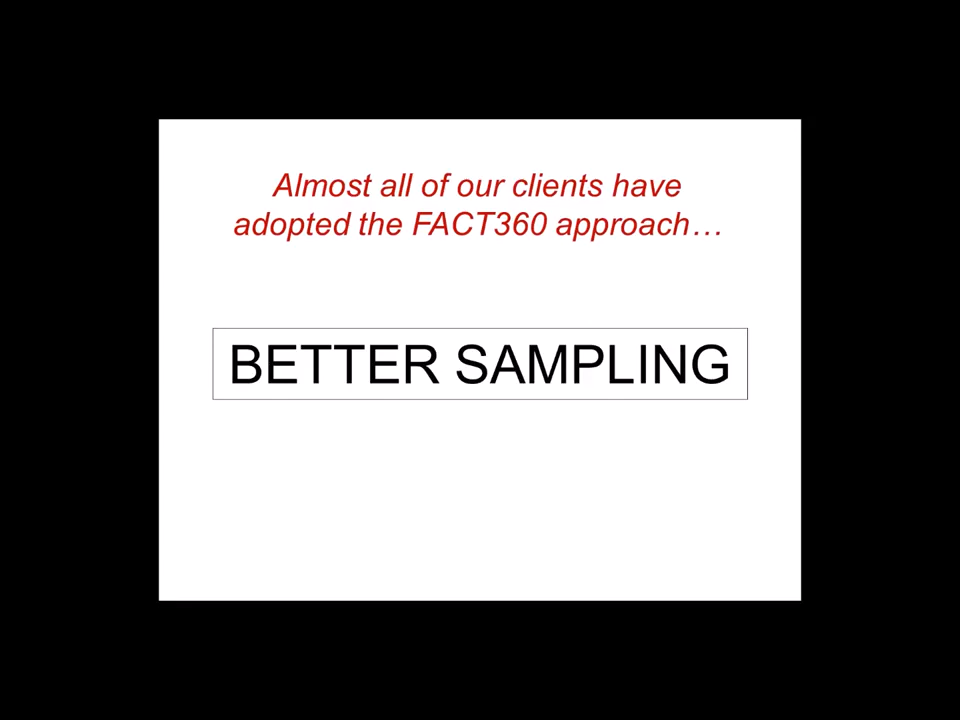 Almost all of our clients have
adopted the FACT360 approach…
BETTER SAMPLING